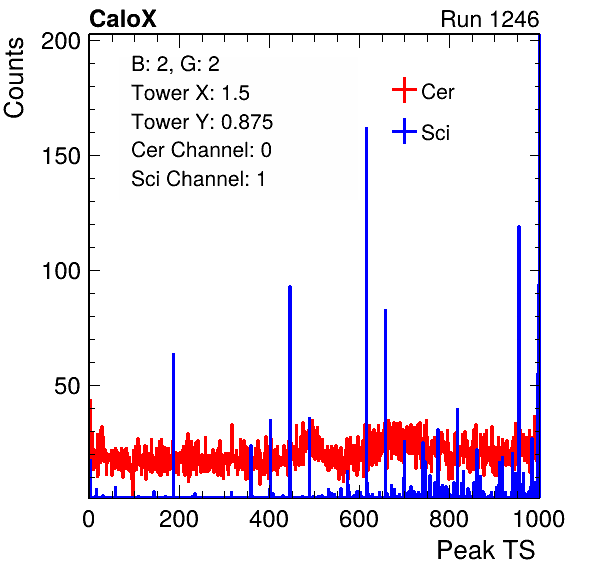 CaloX Run 1246
B: 2, G: 2
Tower X: 1.5
Tower Y: 0.875
Cer Channel: 0
Sci Channel: 1
Cer
Sci
Counts
200
150
100
50
0 200 400 600 800 1000
Peak TS